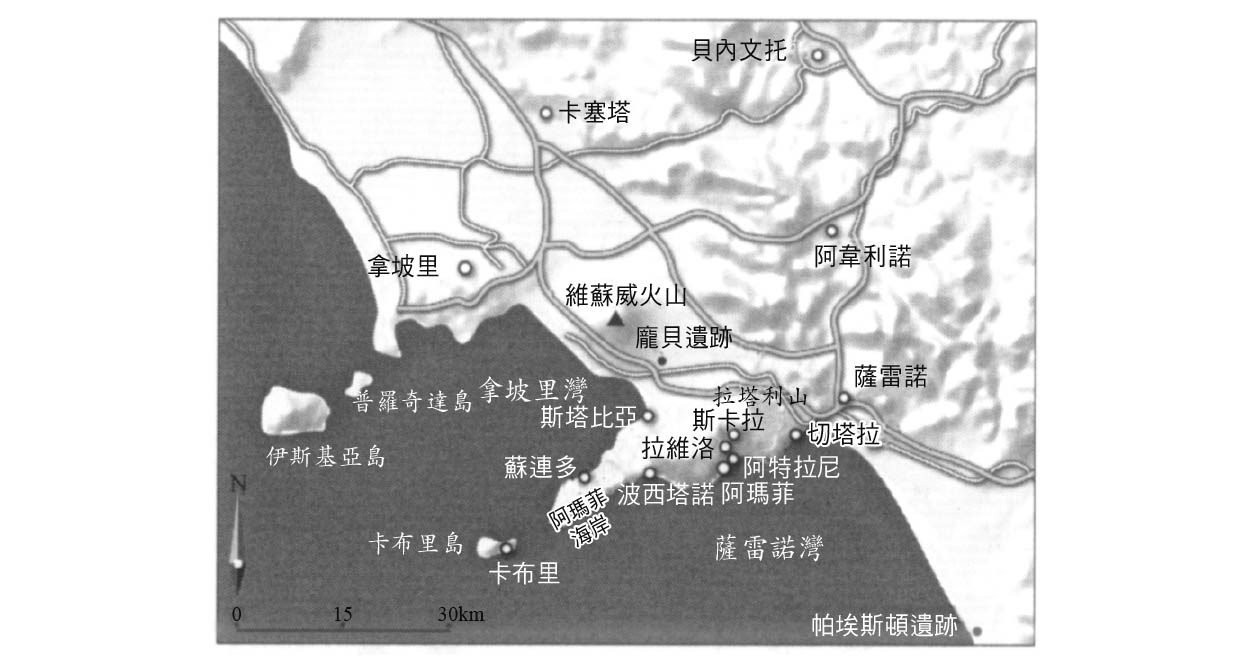 貝內文托
卡塞塔
阿韋利諾
拿坡里
維蘇威火山
龐貝遺跡
薩雷諾
拉塔利山
普羅奇達島
拿坡里灣
斯塔比亞
斯卡拉
切塔拉
拉維洛
伊斯基亞島
蘇連多
阿特拉尼
N
波西塔諾
阿瑪菲
阿瑪菲
海岸
卡布里島
薩雷諾灣
卡布里
0 15 30km
帕埃斯頓遺跡